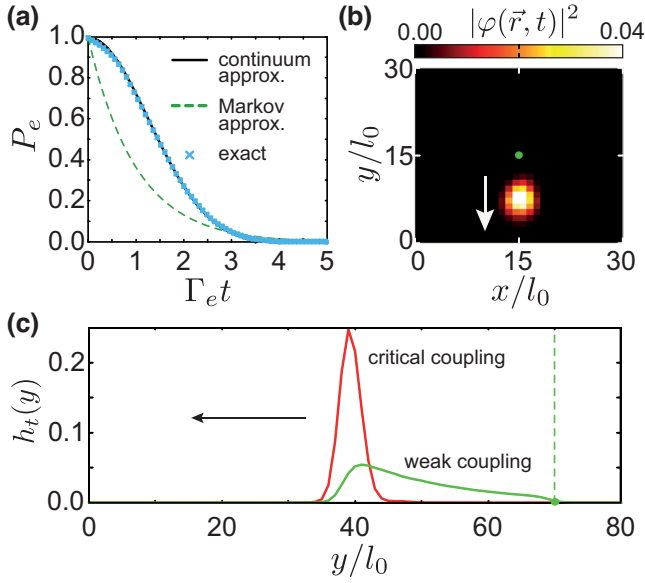 (a)
1.0
0.8
0.6
0.4
0.2
0.0
P_e
continuum
approx.
Markov
approx.
exact
0 1 2 3 4 5
Γ_e t
(b)
|φ(r⃗, t)|²
0.00 0.04
30
15
0
y/l_0
0 15 30
x/l_0
(c)
0.2
0.1
0.0
h_t(y)
critical coupling
weak coupling
0 20 40 60 80
y/l_0